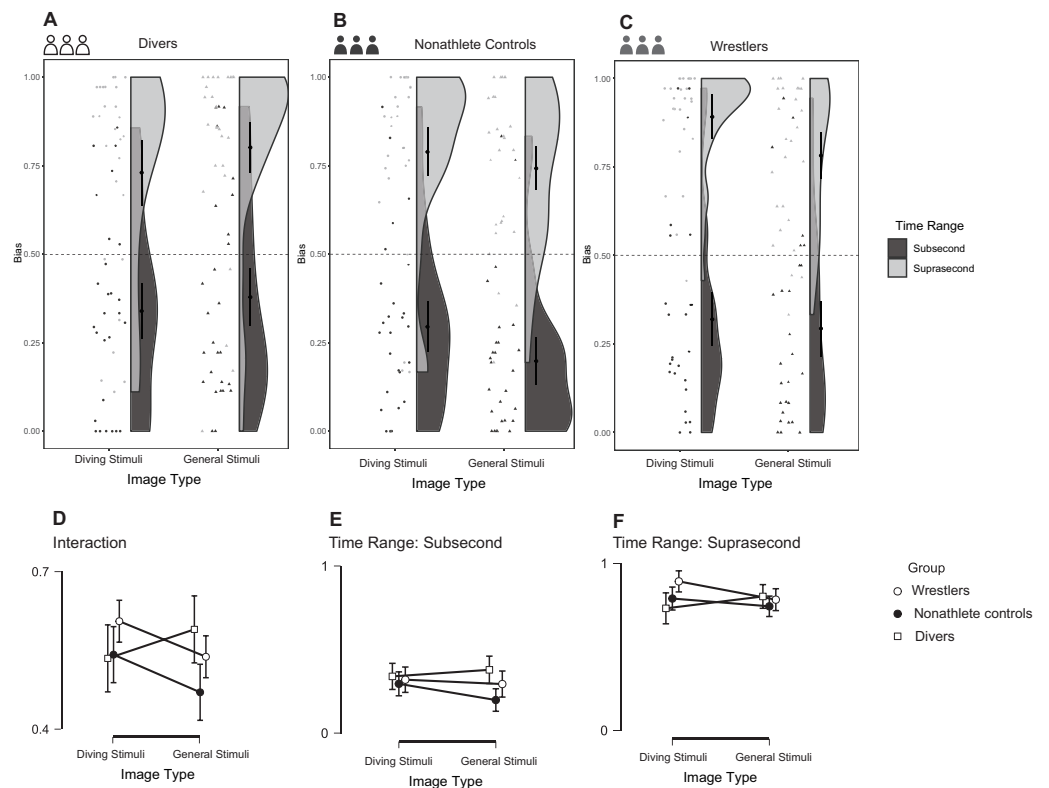 A
Divers
1.00
0.75
0.50
0.25
0.00
Bias
Diving Stimuli
General Stimuli
Image Type
B
Nonathlete Controls
1.00
0.75
0.50
0.25
0.00
Bias
Diving Stimuli
General Stimuli
Image Type
C
Wrestlers
1.00
0.75
0.50
0.25
0.00
Bias
Diving Stimuli
General Stimuli
Image Type
Time Range
Subsecond
Suprasecond
D
Interaction
0.7
0.4
Diving Stimuli
General Stimuli
Image Type
E
Time Range: Subsecond
1
0
Diving Stimuli
General Stimuli
Image Type
F
Time Range: Suprasecond
1
0
Diving Stimuli
General Stimuli
Image Type
Group
Wrestlers
Nonathlete controls
Divers